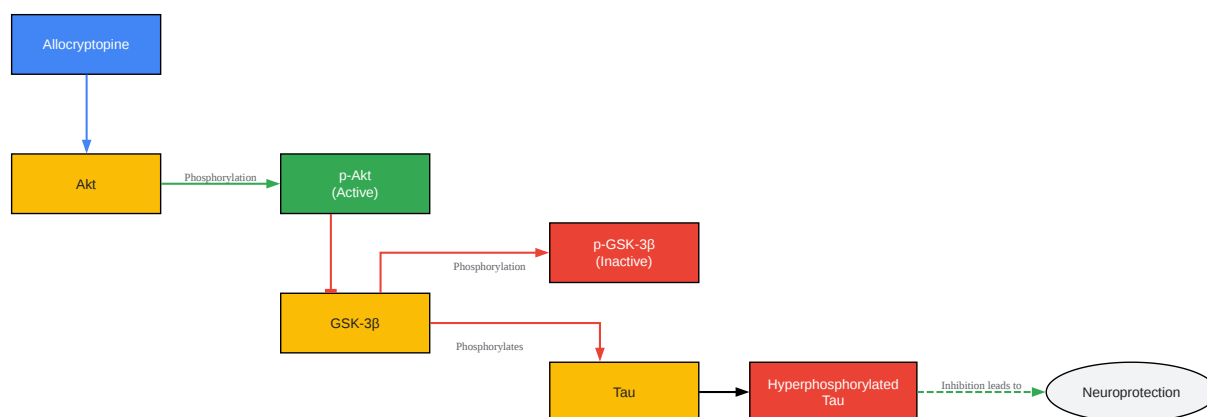 Allocryptopine
Akt
Phosphorylation
p-Akt
(Active)
p-GSK-3β
(Inactive)
Phosphorylation
GSK-3β
Phosphorylates
Tau
Hyperphosphorylated
Tau
Inhibition leads to
Neuroprotection